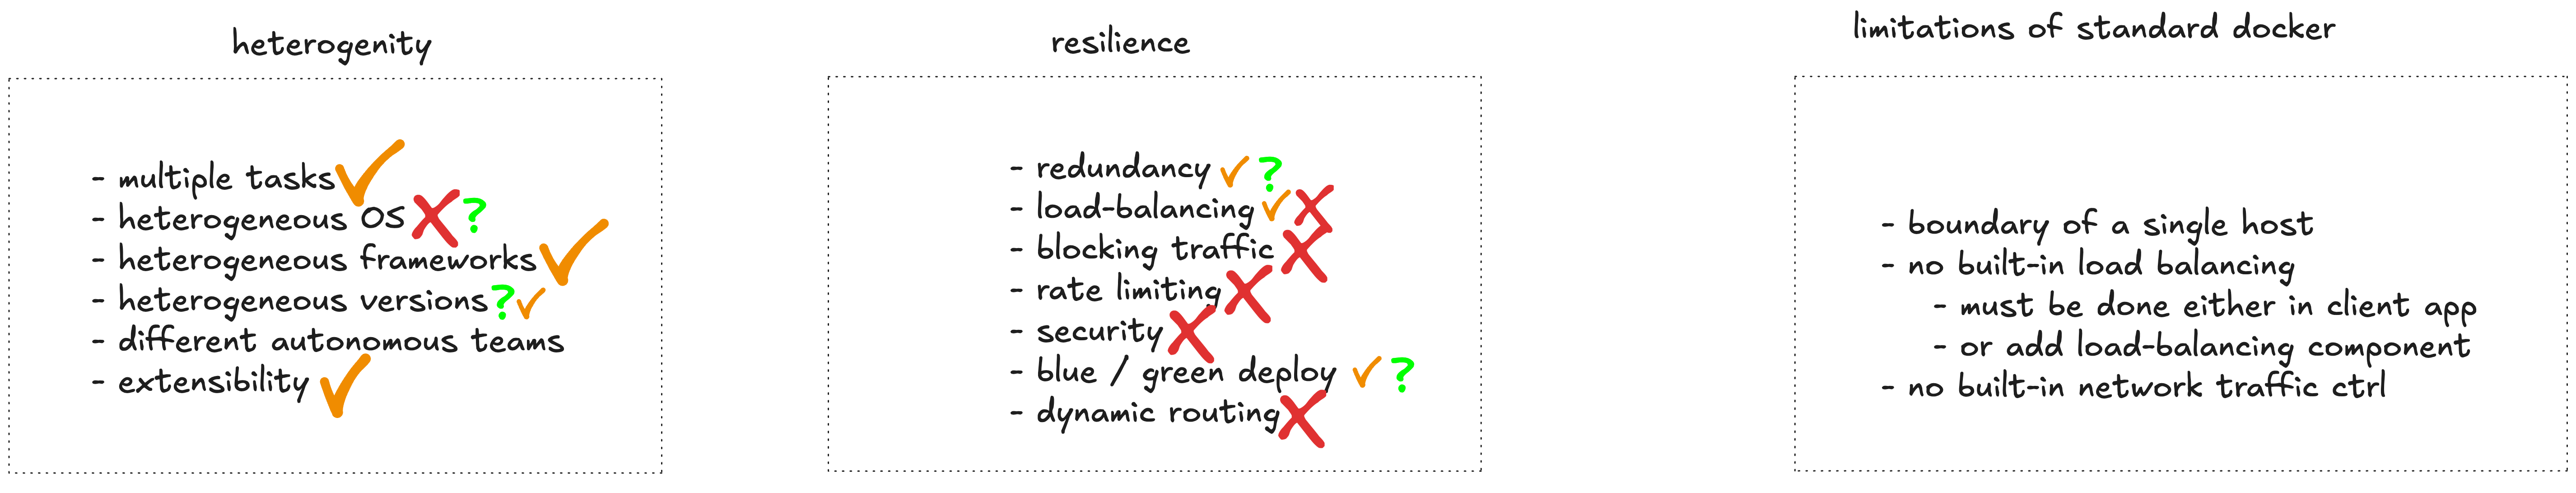 heterogenity
- multiple tasks
- heterogeneous OS ?
- heterogeneous frameworks
- heterogeneous versions ?
- different autonomous teams
- extensibility
resilience
- redundancy ?
- load-balancing
- blocking traffic
- rate limiting
- security
- blue / green deploy ?
- dynamic routing
limitations of standard docker
- boundary of a single host
- no built-in load balancing
- must be done either in client app
- or add load-balancing component
- no built-in network traffic ctrl